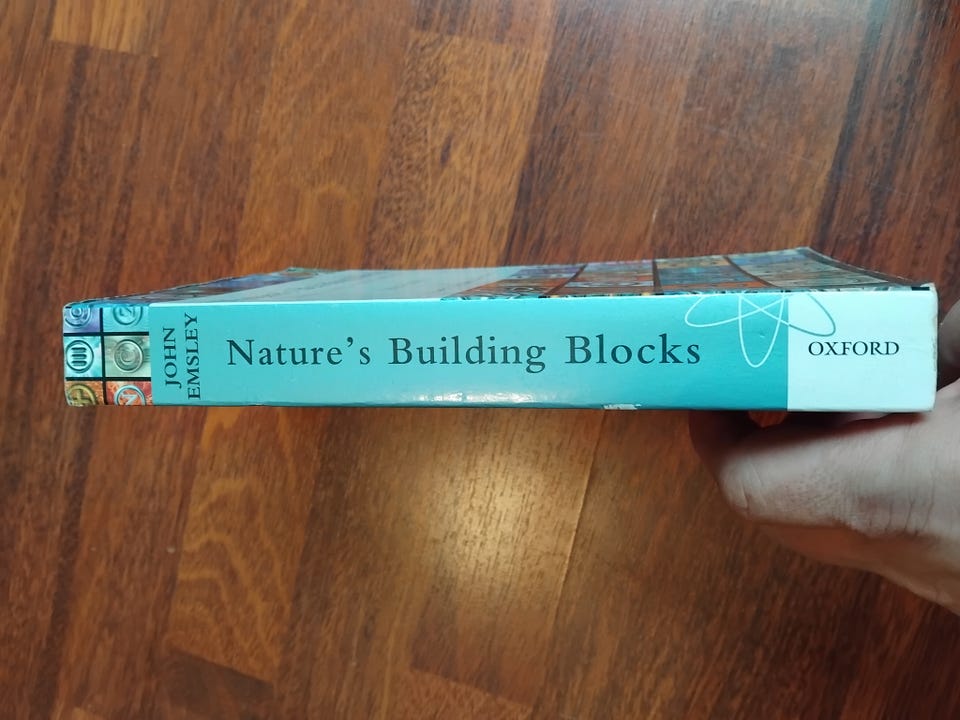 JOHN
EMSLEY
Nature's Building Blocks
OXFORD